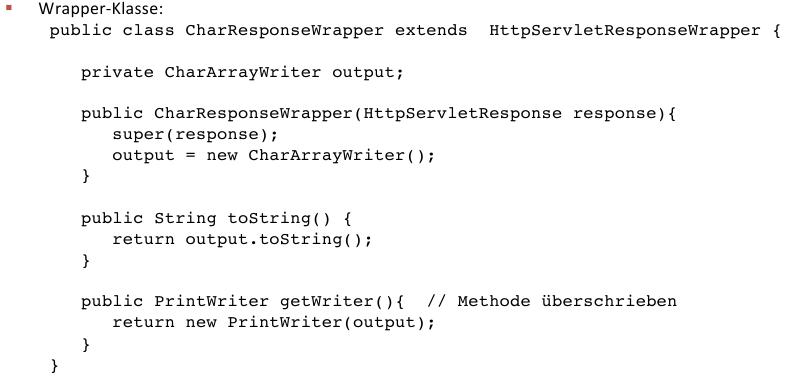 ▪ Wrapper-Klasse:
public class CharResponseWrapper extends  HttpServletResponseWrapper {
private CharArrayWriter output;
public CharResponseWrapper(HttpServletResponse response){
super(response);
output = new CharArrayWriter();
}
public String toString() {
return output.toString();
}
public PrintWriter getWriter(){  // Methode überschrieben
return new PrintWriter(output);
}
}